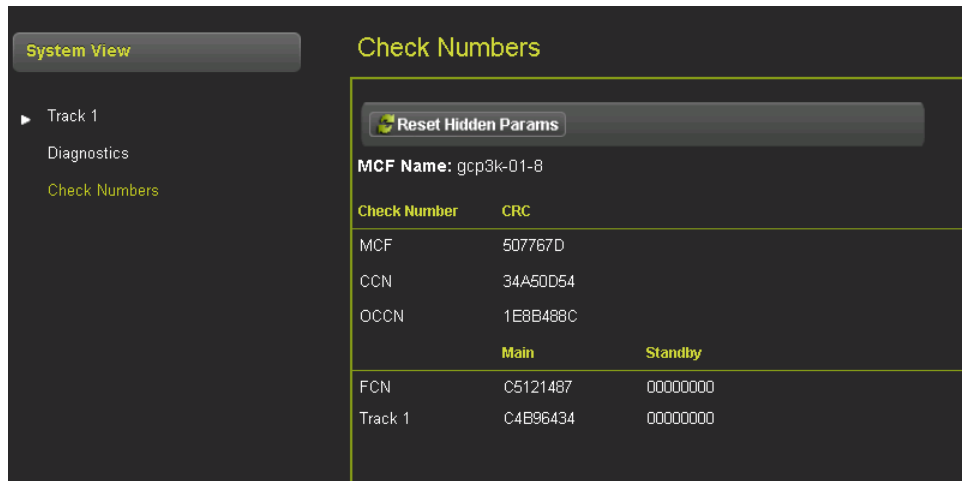 System View
Track 1
Diagnostics
Check Numbers
Check Numbers
Reset Hidden Params
MCF Name: gcp3k-01-8
Check Number CRC
MCF 507767D
CCN 34A50D54
OCCN 1E8B488C
Main Standby
FCN C5121487 00000000
Track 1 C4B96434 00000000